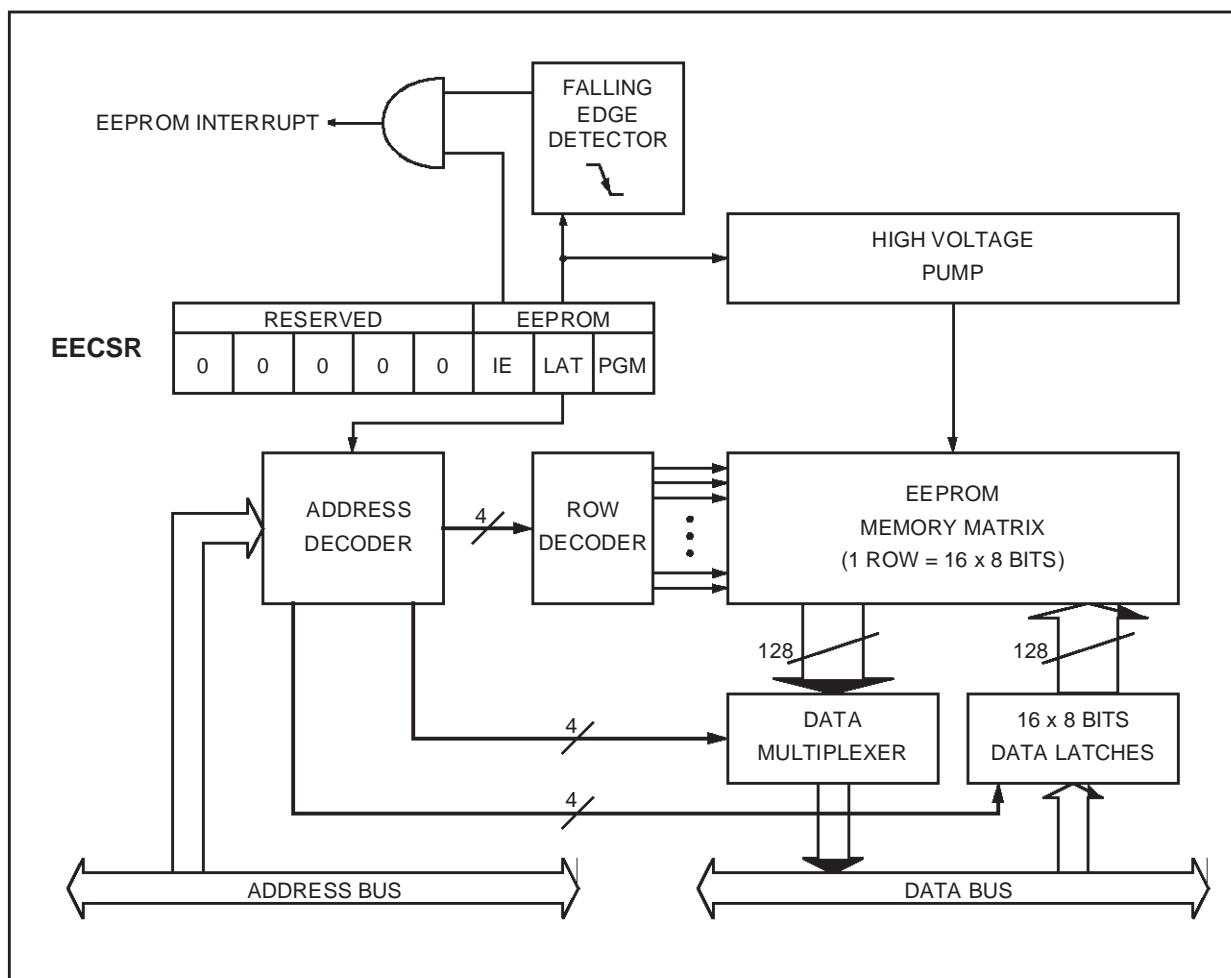 FALLING
EDGE
DETECTOR
EEPROM INTERRUPT
HIGH VOLTAGE
PUMP
RESERVED
EEPROM
EECSR
0
0
0
0
0
IE
LAT
PGM
ADDRESS
DECODER
4
ROW
DECODER
EEPROM
MEMORY MATRIX
(1 ROW = 16 x 8 BITS)
128
128
4
DATA
MULTIPLEXER
16 x 8 BITS
DATA LATCHES
4
ADDRESS BUS
DATA BUS